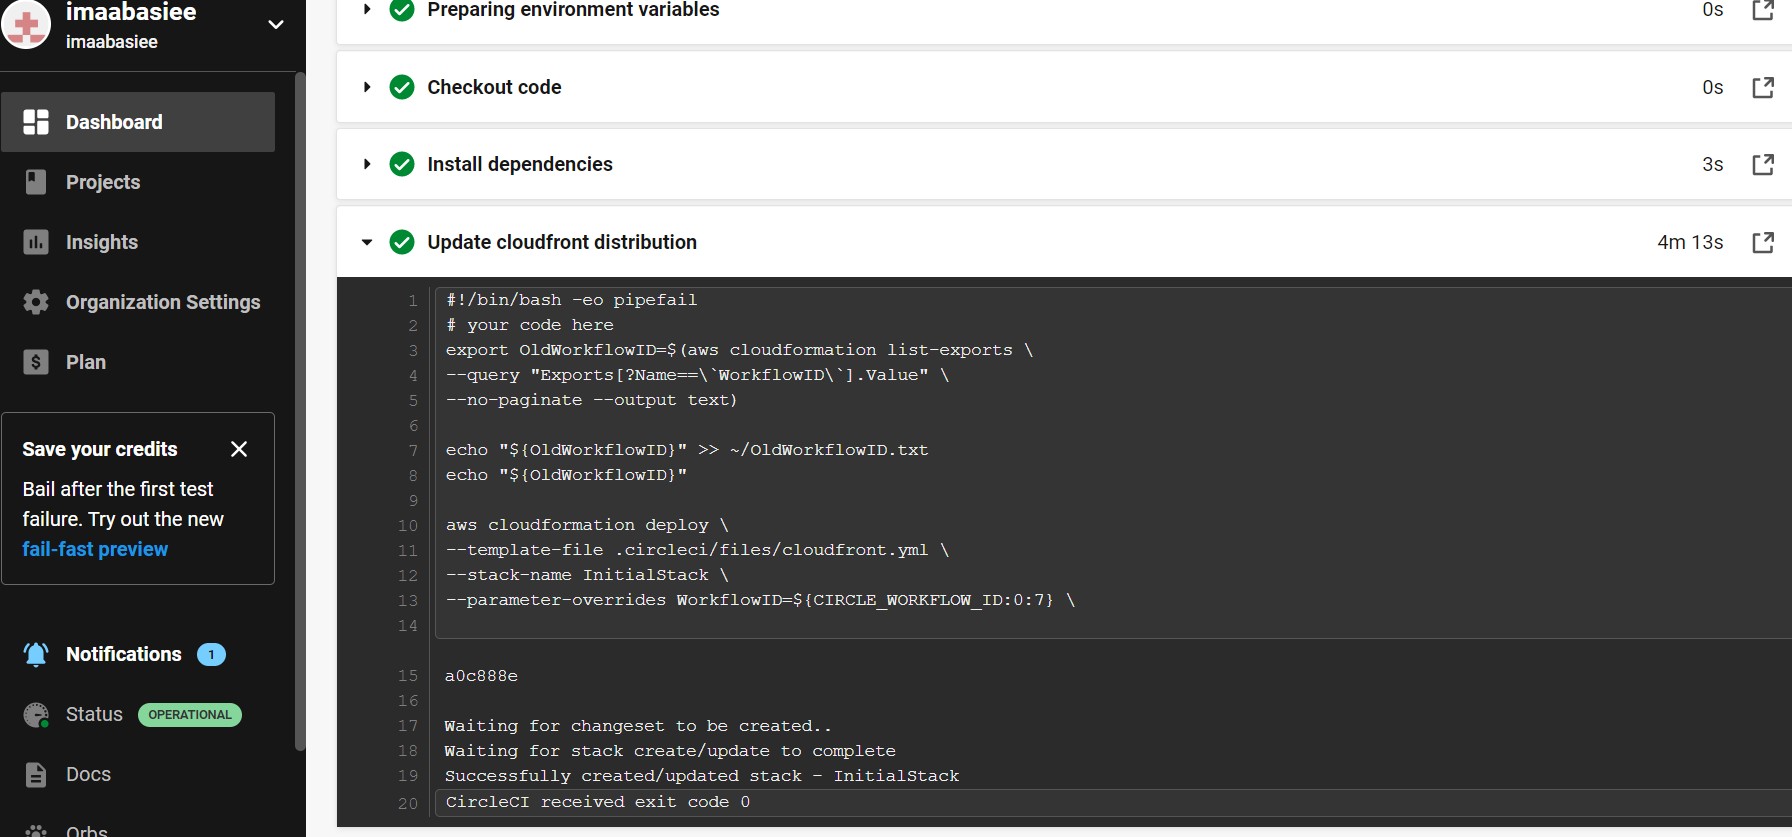 imaabasiee
imaabasiee
Dashboard
Projects
Insights
Organization Settings
Plan
Save your credits
Bail after the first test
failure. Try out the new
fail-fast preview
Notifications 1
Status OPERATIONAL
Docs
Orbs
Preparing environment variables 0s
Checkout code 0s
Install dependencies 3s
Update cloudfront distribution 4m 13s
1 #!/bin/bash -eo pipefail
2 # your code here
3 export OldWorkflowID=$(aws cloudformation list-exports \
4 --query "Exports[?Name==\`WorkflowID\`].Value" \
5 --no-paginate --output text)
6
7 echo "${OldWorkflowID}" >> ~/OldWorkflowID.txt
8 echo "${OldWorkflowID}"
9
10 aws cloudformation deploy \
11 --template-file .circleci/files/cloudfront.yml \
12 --stack-name InitialStack \
13 --parameter-overrides WorkflowID=${CIRCLE_WORKFLOW_ID:0:7} \
14
15 a0c888e
16
17 Waiting for changeset to be created..
18 Waiting for stack create/update to complete
19 Successfully created/updated stack - InitialStack
20 CircleCI received exit code 0